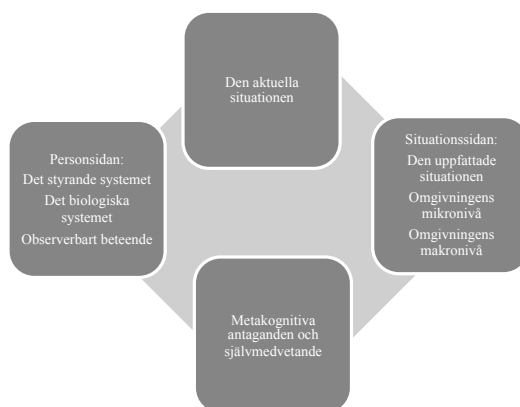 Den aktuella
situationen
Personsidan:
Det styrande systemet
Det biologiska
systemet
Observerbart beteende
Situationssidan:
Den uppfattade
situationen
Omgivningens
mikronivå
Omgivningens
makronivå
Metakognitiva
antaganden och
självmedvetande